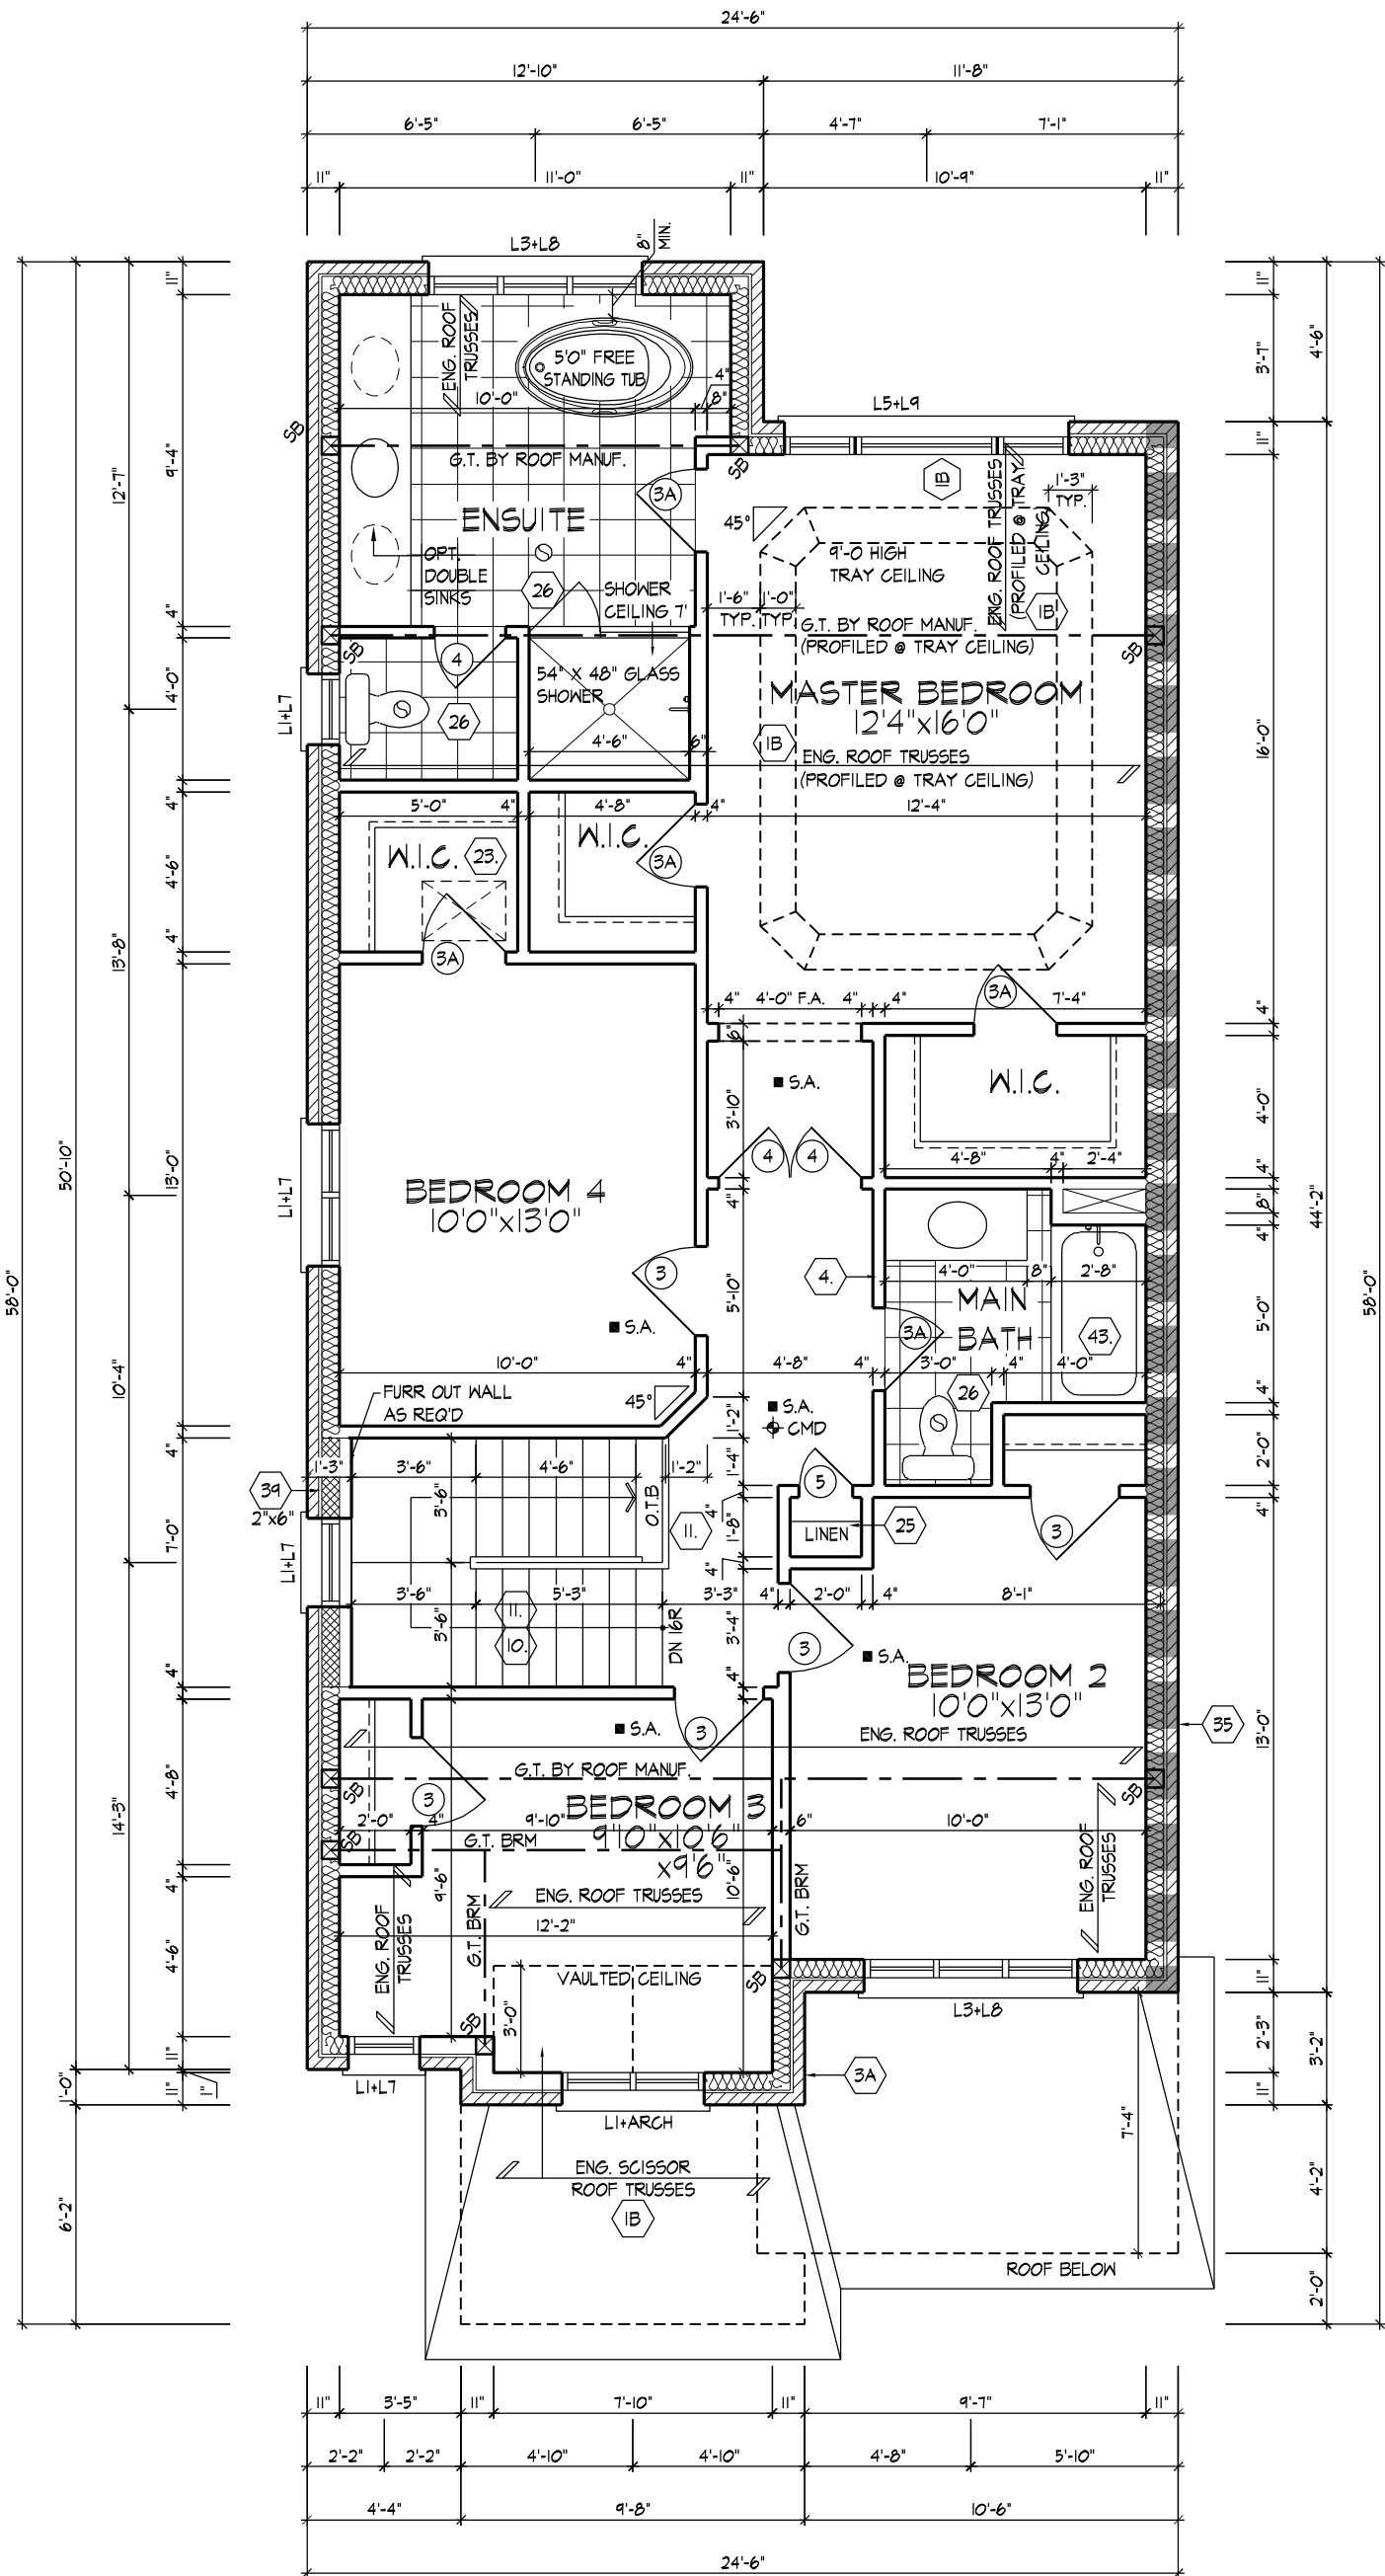 24'-6"
12'-10" 11'-8"
6'-5" 6'-5" 4'-7" 7'-1"
11" 11'-0" 11" 10'-9" 11"
L3+L8
8" MIN.
ENG. ROOF
TRUSSES
5'0" FREE
STANDING TUB
10'-0" 4" 8"
L5+L9
SB
SB
G.T. BY ROOF MANUF.
3A
ENSUITE
OPT.
DOUBLE
SINKS
26
SHOWER
CEILING 7'
45°
1B
ENG. ROOF TRUSSES
(PROFILED @ TRAY
CEILING)
1'-3"
TYP.
9'-0 HIGH
TRAY CEILING
1'-6" 1'-0"
TYP. TYP.
1B
G.T. BY ROOF MANUF.
(PROFILED @ TRAY CEILING)
SB
SB
4
26
54" X 48" GLASS
SHOWER
4'-6" 6"
L1+L7
MASTER BEDROOM
12'4"x16'0"
1B
ENG. ROOF TRUSSES
(PROFILED @ TRAY CEILING)
5'-0" 4" 4'-8" 4" 12'-4"
W.I.C. 23.
W.I.C.
3A
3A
4" 4'-0" F.A. 4" 4" 7'-4"
3A
6"
S.A.
3'-10"
W.I.C.
4 4
4'-8" 4" 2'-4"
4"
BEDROOM 4
10'0"x13'0"
L1+L7
3
S.A.
5'-10"
4.
4'-0" 8" 2'-8"
MAIN
BATH
3A
43.
10'-0" 4" 4'-8" 4" 3'-0" 4" 4'-0"
26
FURR OUT WALL
AS REQ'D
45°
S.A.
CMD
1'-2"
1'-3" 3'-6" 4'-6" 1'-2"
1'-4"
39
2"x6"
3'-6"
O.T.B
11.
4"
1'-8"
5
LINEN
25
3
L1+L7
4"
3'-6" 5'-3" 3'-3" 4" 2'-0" 4" 8'-1"
3'-6"
11.
10.
DN 16R
3'-4"
4"
3
S.A.
BEDROOM 2
10'0"x13'0"
ENG. ROOF TRUSSES
35
S.A.
3
G.T. BY ROOF MANUF.
SB
SB
3
BEDROOM 3
9'10"x10'6"
x9'6"
2'-0" 4" 9'-10" 6" 10'-0"
SB
G.T. BRM
9'-6"
10'-6"
ENG. ROOF TRUSSES
12'-2"
G.T. BRM
G.T. BRM
ENG. ROOF
TRUSSES
ENG. ROOF
TRUSSES
VAULTED CEILING
3'-0"
SB
SB
L3+L8
L1+L7
L1+ARCH
3A
7'-4"
ENG. SCISSOR
ROOF TRUSSES
1B
ROOF BELOW
58'-0"
50'-10"
1'-0"
6'-2"
12'-7"
13'-8"
10'-4"
14'-3"
11"
9'-4"
4"
4'-0"
4"
4'-6"
4"
13'-0"
4"
7'-0"
4"
4'-8"
4"
4'-6"
11"
11"
1"
11"
3'-7"
11"
16'-0"
4"
4'-0"
4"
8"
4"
5'-0"
4"
2'-0"
4"
13'-0"
11"
2'-3"
11"
4'-6"
44'-2"
3'-2"
4'-2"
2'-0"
58'-0"
11" 3'-5" 11" 7'-10" 11" 9'-7" 11"
2'-2" 2'-2" 4'-10" 4'-10" 4'-8" 5'-10"
4'-4" 9'-8" 10'-6"
24'-6"